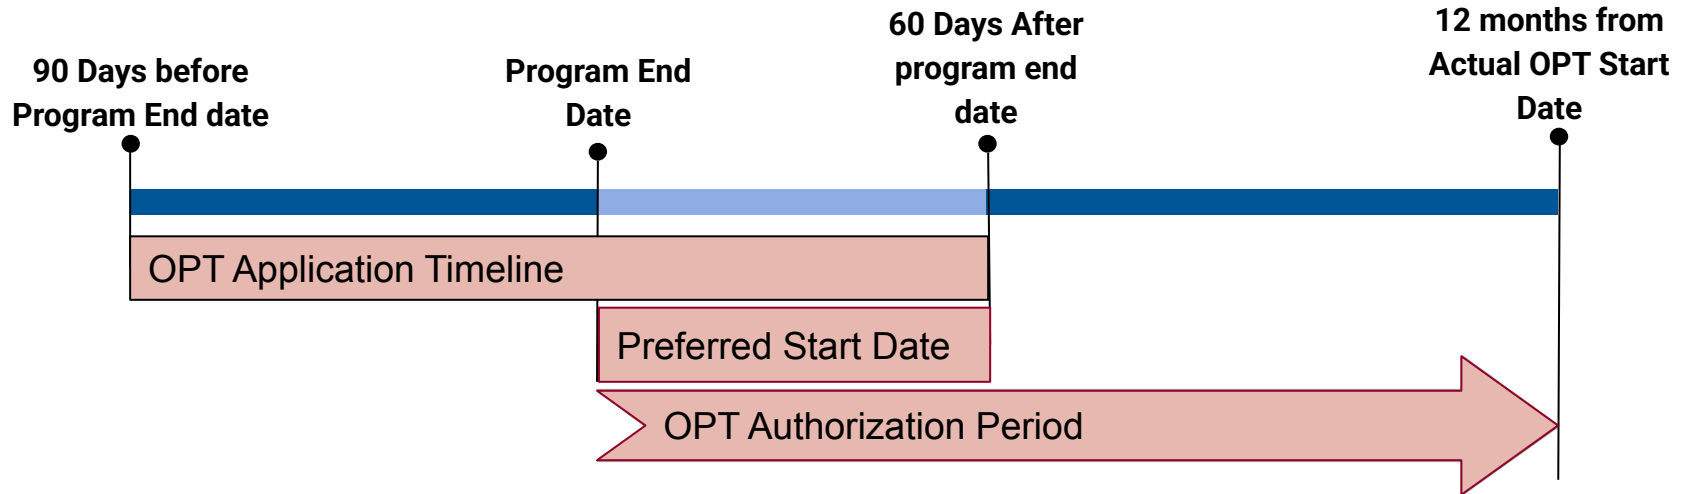 90 Days before
Program End date
Program End
Date
60 Days After
program end
date
12 months from
Actual OPT Start
Date
OPT Application Timeline
Preferred Start Date
OPT Authorization Period